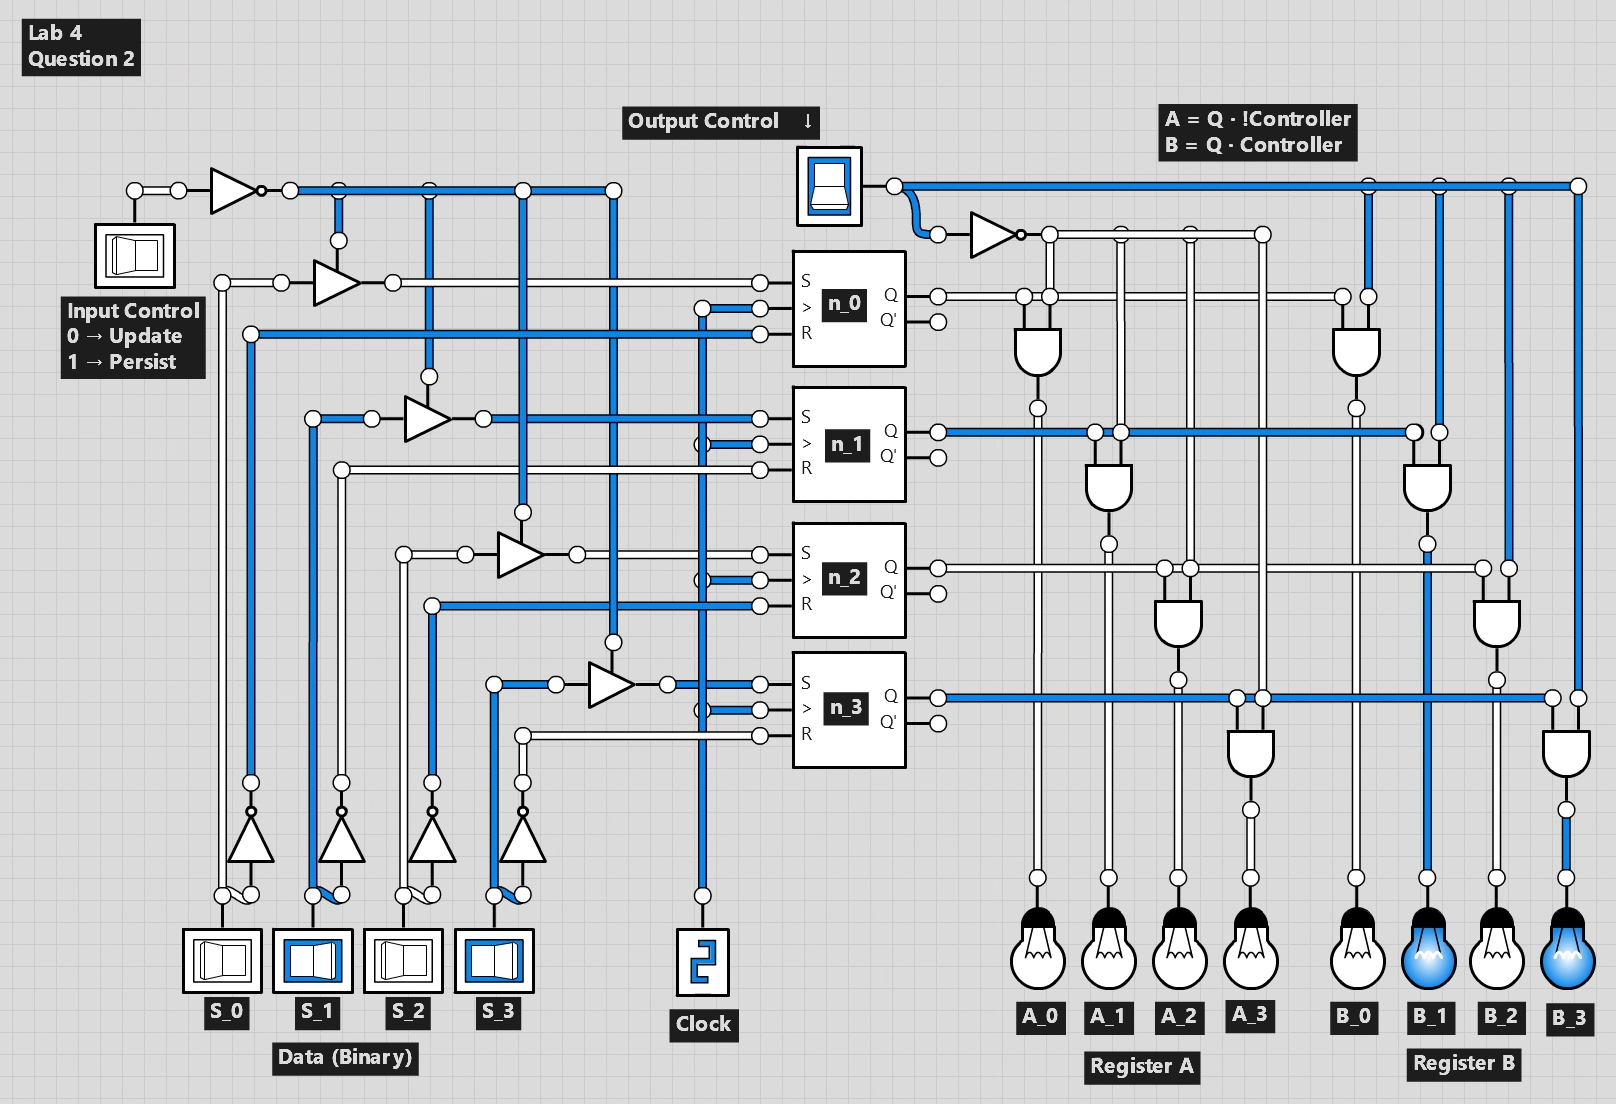 Lab 4
Question 2
Output Control ↓
A = Q · !Controller
B = Q · Controller
Input Control
0 → Update
1 → Persist
S
>
R
n_0
Q
Q'
S
>
R
n_1
Q
Q'
S
>
R
n_2
Q
Q'
S
>
R
n_3
Q
Q'
S_0
S_1
S_2
S_3
Data (Binary)
Clock
A_0
A_1
A_2
A_3
Register A
B_0
B_1
B_2
B_3
Register B